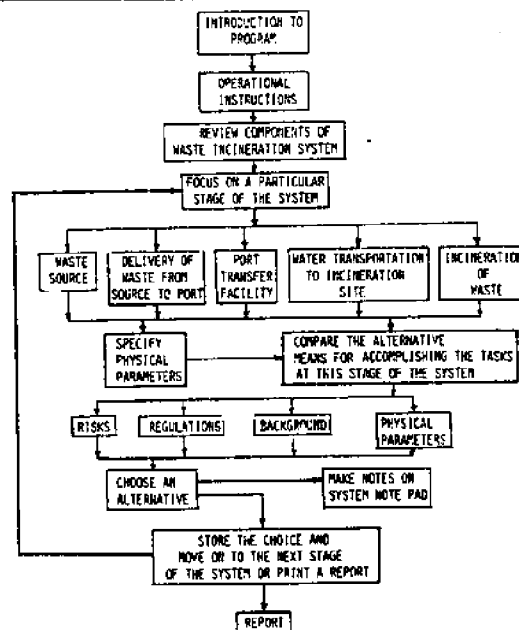 INTRODUCTION TO
PROGRAM
OPERATIONAL
INSTRUCTIONS
REVIEW COMPONENTS OF
WASTE INCINERATION SYSTEM
FOCUS ON A PARTICULAR
STAGE OF THE SYSTEM
WASTE
SOURCE
DELIVERY OF
WASTE FROM
SOURCE TO PORT
PORT
TRANSFER
FACILITY
WATER TRANSPORTATION
TO INCINERATION
SITE
INCINERATION
OF
WASTE
SPECIFY
PHYSICAL
PARAMETERS
COMPARE THE ALTERNATIVE
MEANS FOR ACCOMPLISHING THE TASKS
AT THIS STAGE OF THE SYSTEM
RISKS
REGULATIONS
BACKGROUND
PHYSICAL
PARAMETERS
CHOOSE AN
ALTERNATIVE
MAKE NOTES ON
SYSTEM NOTE PAD
STORE THE CHOICE AND
MOVE ON TO THE NEXT STAGE
OF THE SYSTEM OR PRINT A REPORT
REPORT